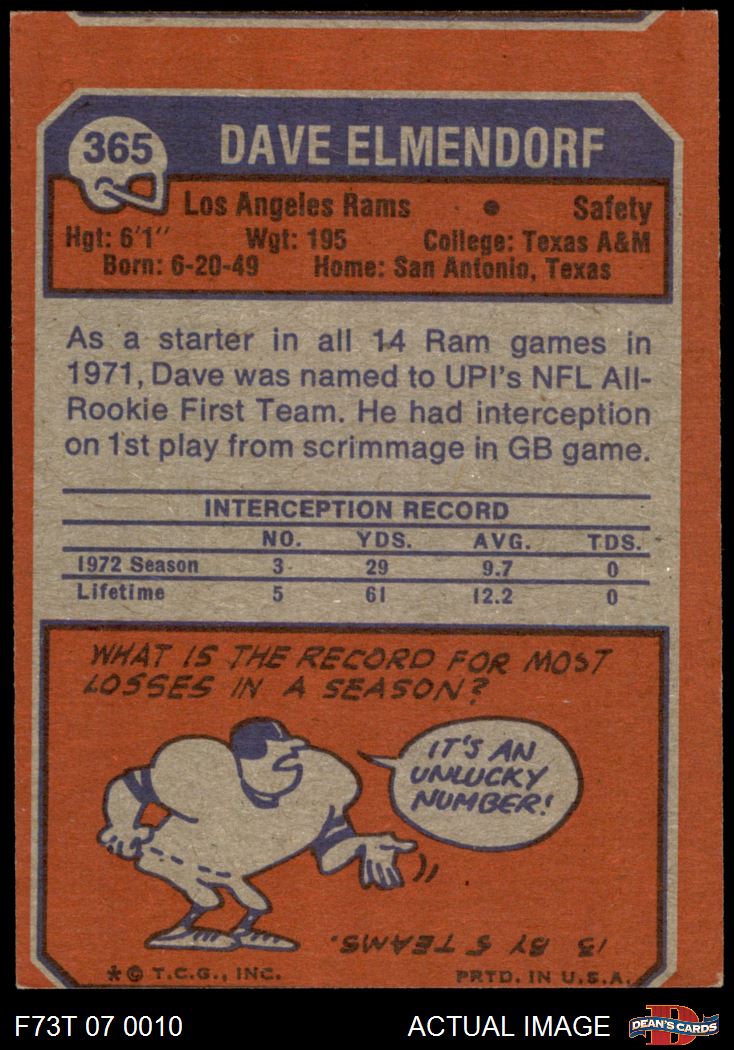 365
DAVE ELMENDORF
Los Angeles Rams • Safety
Hgt: 6'1" Wgt: 195 College: Texas A&M
Born: 6-20-49 Home: San Antonio, Texas
As a starter in all 14 Ram games in
1971, Dave was named to UPI's NFL All-
Rookie First Team. He had interception
on 1st play from scrimmage in GB game.
INTERCEPTION RECORD
NO. YDS. AVG. TDS.
1972 Season 3 29 9.7 0
Lifetime 5 61 12.2 0
WHAT IS THE RECORD FOR MOST
LOSSES IN A SEASON?
IT'S AN
UNLUCKY
NUMBER!
13 BY 5 TEAMS.
*© T.C.G., INC. PRTD. IN U.S.A.
F73T 07 0010 ACTUAL IMAGE DEAN'S CARDS